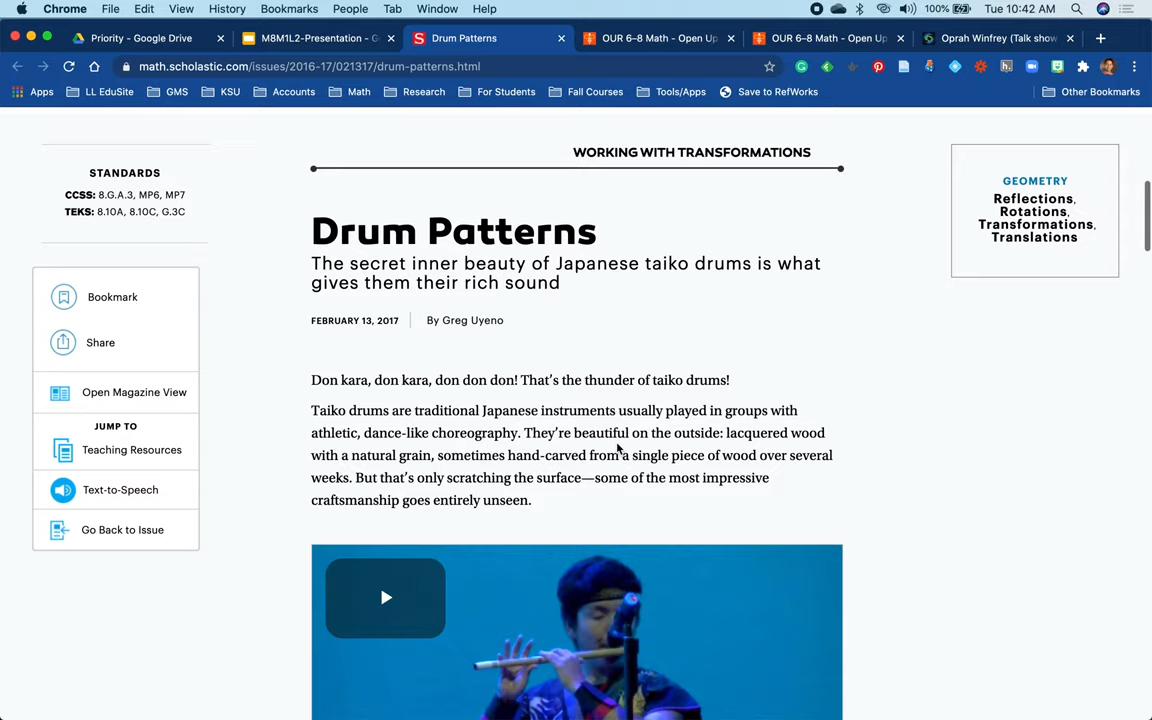 Chrome File Edit View History Bookmarks People Tab Window Help 100% Tue 10:42 AM
Priority - Google Drive M8M1L2-Presentation - G Drum Patterns OUR 6–8 Math - Open Up OUR 6–8 Math - Open Up Oprah Winfrey (Talk show
math.scholastic.com/issues/2016-17/021317/drum-patterns.html
Apps LL EduSite GMS KSU Accounts Math Research For Students Fall Courses Tools/Apps Save to RefWorks Other Bookmarks
STANDARDS
CCSS: 8.G.A.3, MP6, MP7
TEKS: 8.10A, 8.10C, G.3C
Bookmark
Share
Open Magazine View
JUMP TO
Teaching Resources
Text-to-Speech
Go Back to Issue
WORKING WITH TRANSFORMATIONS
Drum Patterns
The secret inner beauty of Japanese taiko drums is what
gives them their rich sound
FEBRUARY 13, 2017 By Greg Uyeno
Don kara, don kara, don don don! That’s the thunder of taiko drums!
Taiko drums are traditional Japanese instruments usually played in groups with
athletic, dance-like choreography. They’re beautiful on the outside: lacquered wood
with a natural grain, sometimes hand-carved from a single piece of wood over several
weeks. But that’s only scratching the surface—some of the most impressive
craftsmanship goes entirely unseen.
GEOMETRY
Reflections,
Rotations,
Transformations,
Translations